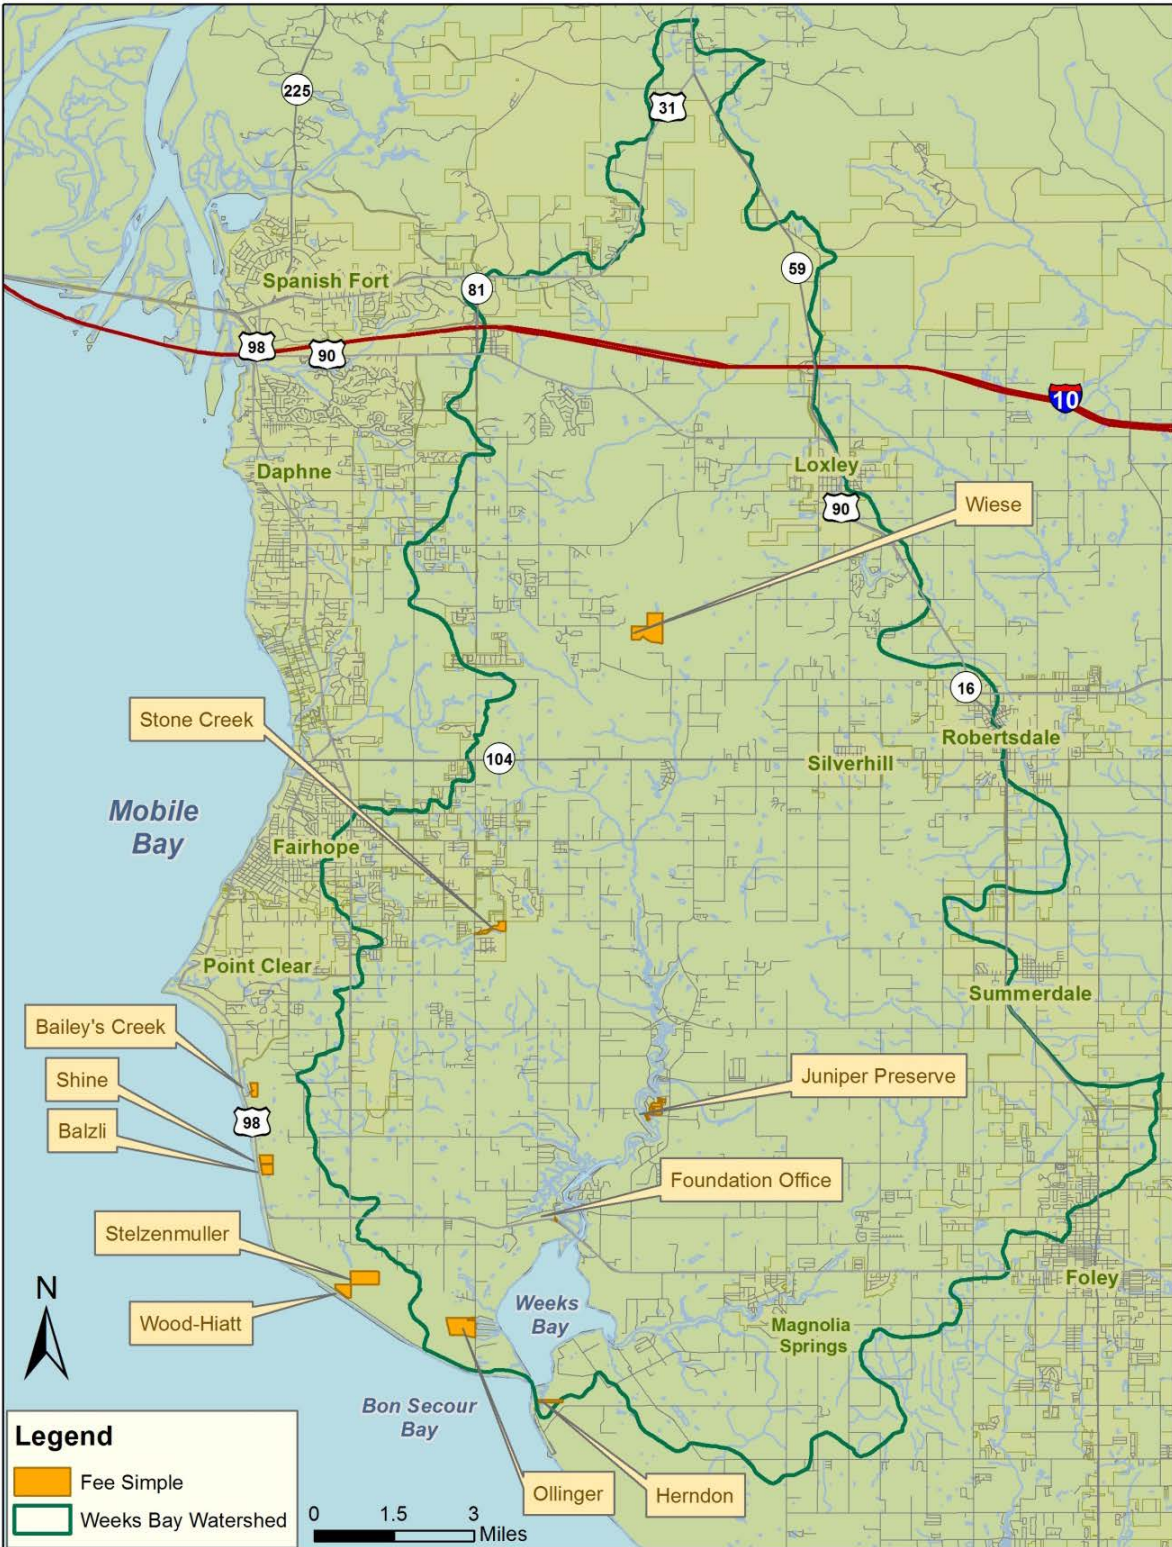 225
31
Spanish Fort
81
59
98
90
10
Daphne
Loxley
90
Wiese
16
Stone Creek
Robertsdale
104
Silverhill
Mobile
Bay
Fairhope
Point Clear
Summerdale
Bailey's Creek
Shine
98
Balzli
Juniper Preserve
Foundation Office
Stelzenmuller
N
Wood-Hiatt
Foley
Weeks
Bay
Magnolia
Springs
Bon Secour
Bay
Legend
Fee Simple
Weeks Bay Watershed
0 1.5 3
Miles
Ollinger
Herndon